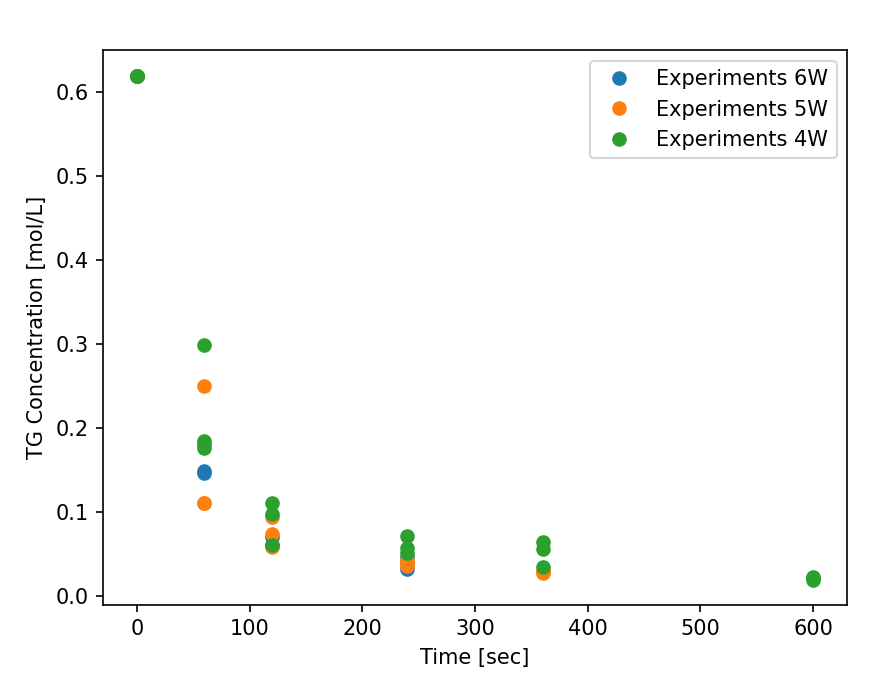 Experiments 6W
Experiments 5W
Experiments 4W
0.6
0.5
0.4
0.3
0.2
0.1
0.0
TG Concentration [mol/L]
0 100 200 300 400 500 600
Time [sec]